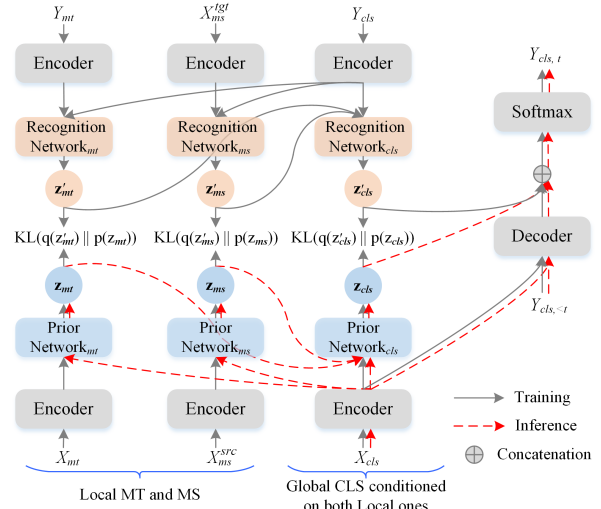 Y_mt X_ms^tgt Y_cls
Encoder Encoder Encoder
Y_cls, t
Softmax
Recognition Network_mt Recognition Network_ms Recognition Network_cls
z'_mt z'_ms z'_cls
KL(q(z'_mt) || p(z_mt)) KL(q(z'_ms) || p(z_ms)) KL(q(z'_cls) || p(z_cls))
Decoder
z_mt z_ms z_cls
Y_cls,<t
Prior Network_mt Prior Network_ms Prior Network_cls
Encoder Encoder Encoder
Training
Inference
Concatenation
X_mt X_ms^src X_cls
Local MT and MS
Global CLS conditioned
on both Local ones